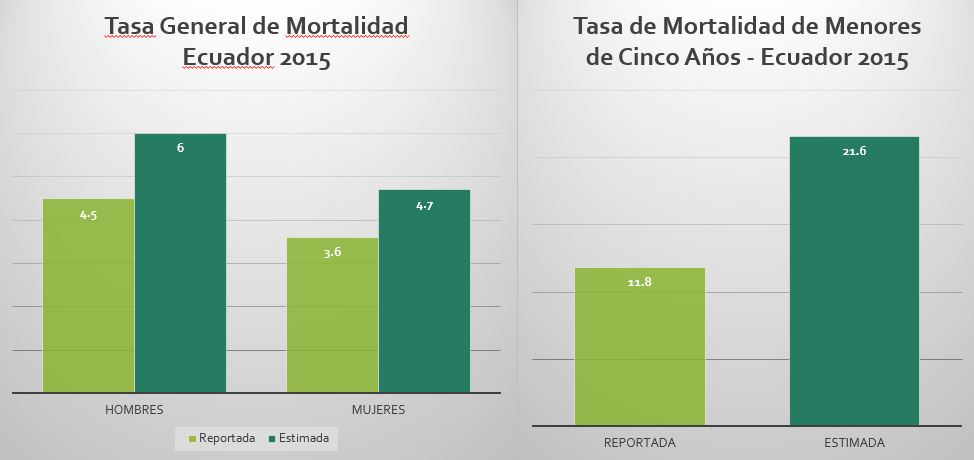 Tasa General de Mortalidad
Ecuador 2015
6
4.5
4.7
3.6
HOMBRES
MUJERES
Reportada
Estimada
Tasa de Mortalidad de Menores
de Cinco Años - Ecuador 2015
21.6
11.8
REPORTADA
ESTIMADA